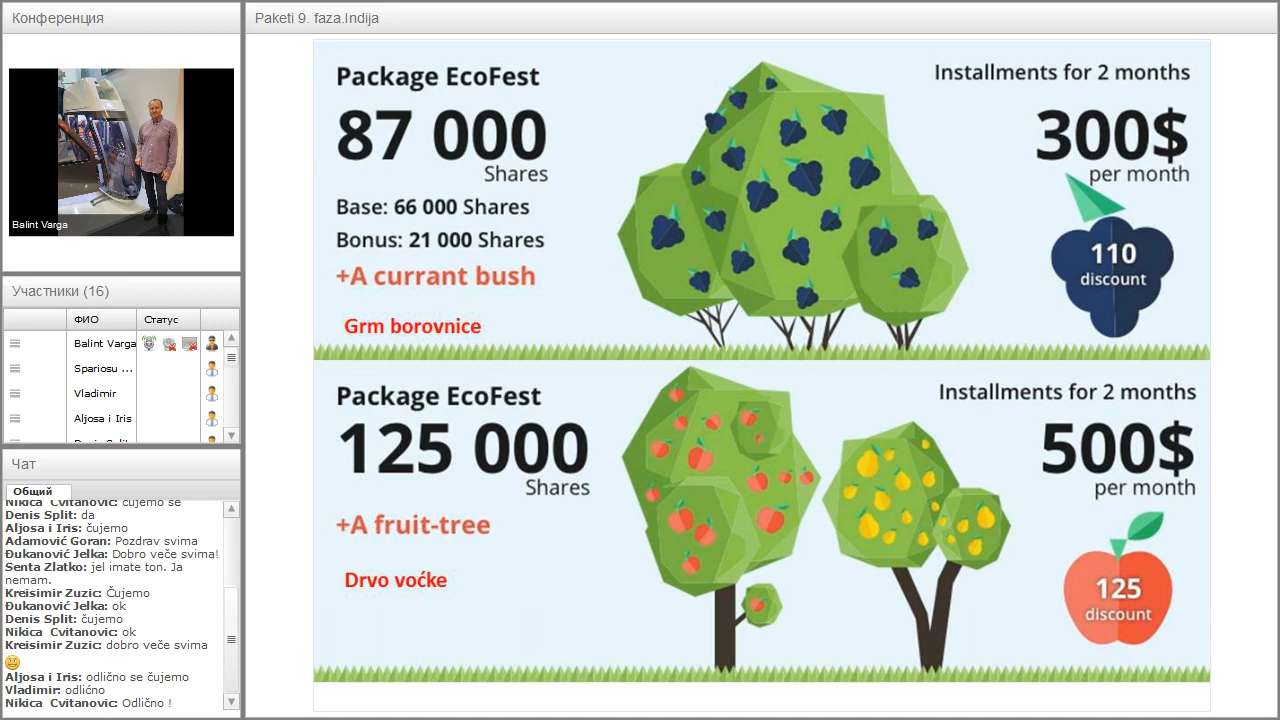 Конференция
Balint Varga
Участники (16)
ФИО
Статус
Balint Varga
Spariosu ...
Vladimir
Aljosa i Iris
Чат
Общий
Nikica Cvitanovic: čujemo se
Denis Split: da
Aljosa i Iris: čujemo
Adamović Goran: Pozdrav svima
Đukanović Jelka: Dobro veče svima!
Senta Zlatko: jel imate ton. Ja
nemam.
Kreisimir Zuzic: Čujemo
Đukanović Jelka: ok
Denis Split: čujemo
Nikica Cvitanovic: ok
Kreisimir Zuzic: dobro veče svima
Aljosa i Iris: odlično se čujemo
Vladimir: odlićno
Nikica Cvitanovic: Odlično !
Paketi 9. faza.Indija
Package EcoFest
87 000
Shares
Base: 66 000 Shares
Bonus: 21 000 Shares
+A currant bush
Grm borovnice
Installments for 2 months
300$
per month
110
discount
Package EcoFest
125 000
Shares
+A fruit-tree
Drvo voćke
Installments for 2 months
500$
per month
125
discount